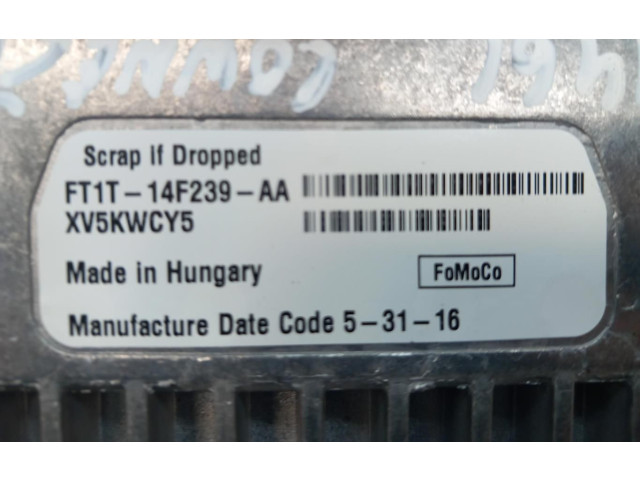 Scrap If Dropped
FT1T-14F239-AA
XV5KWCY5
Made in Hungary
FoMoCo
Manufacture Date Code 5-31-16